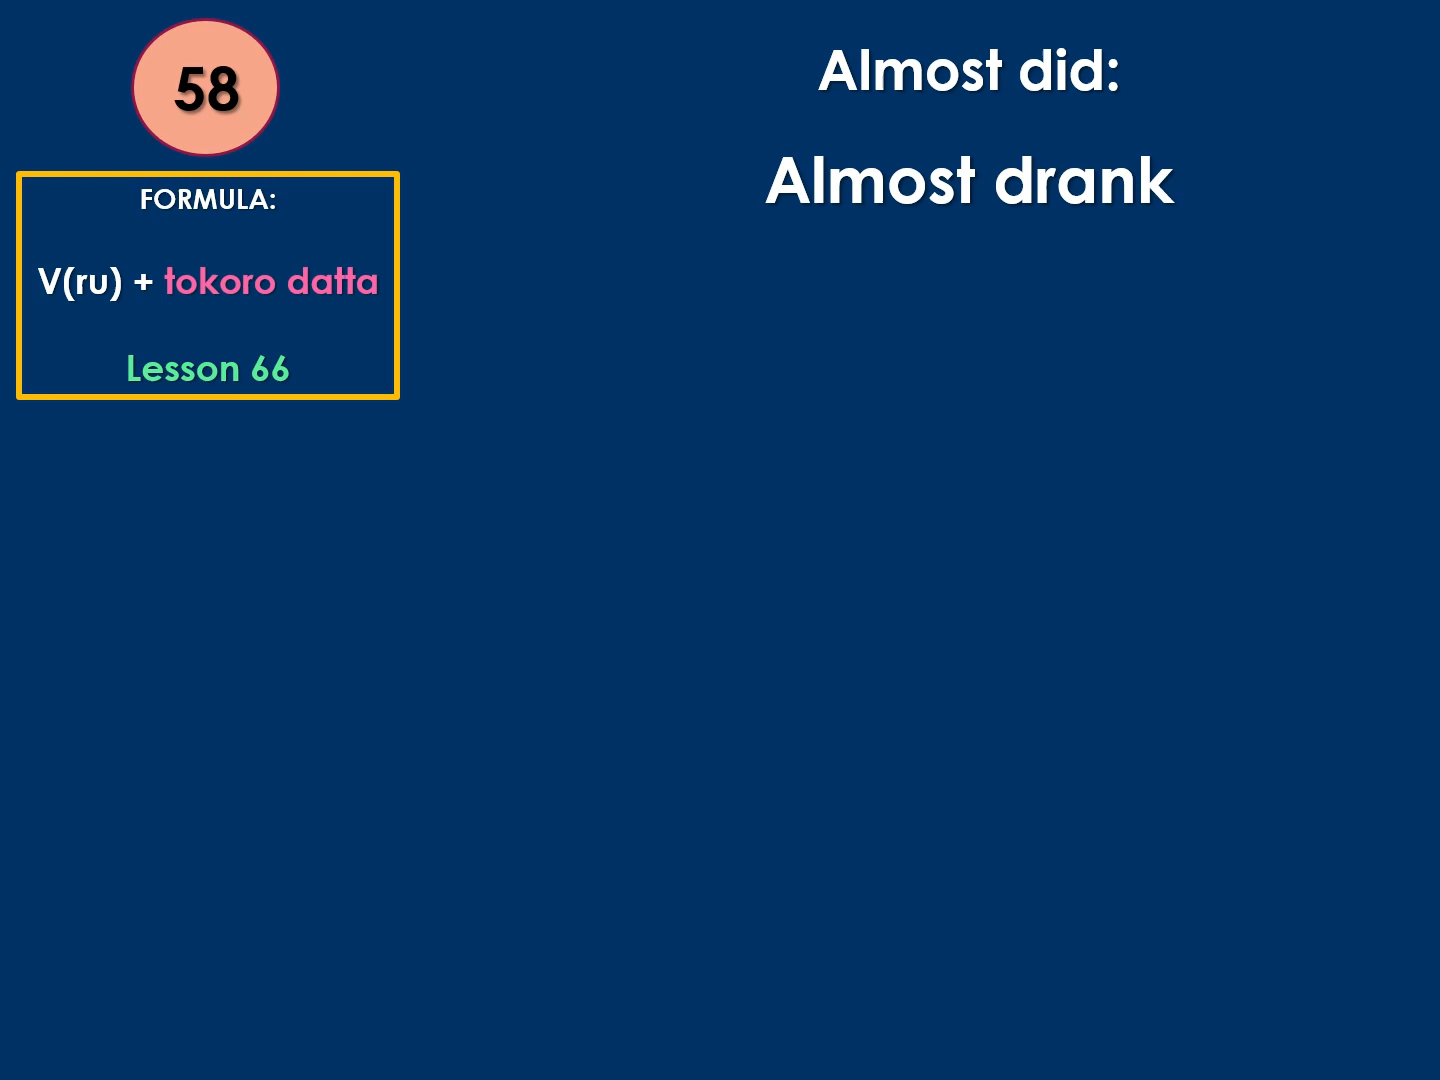 58
FORMULA:
V(ru) + tokoro datta
Lesson 66
Almost did:
Almost drank